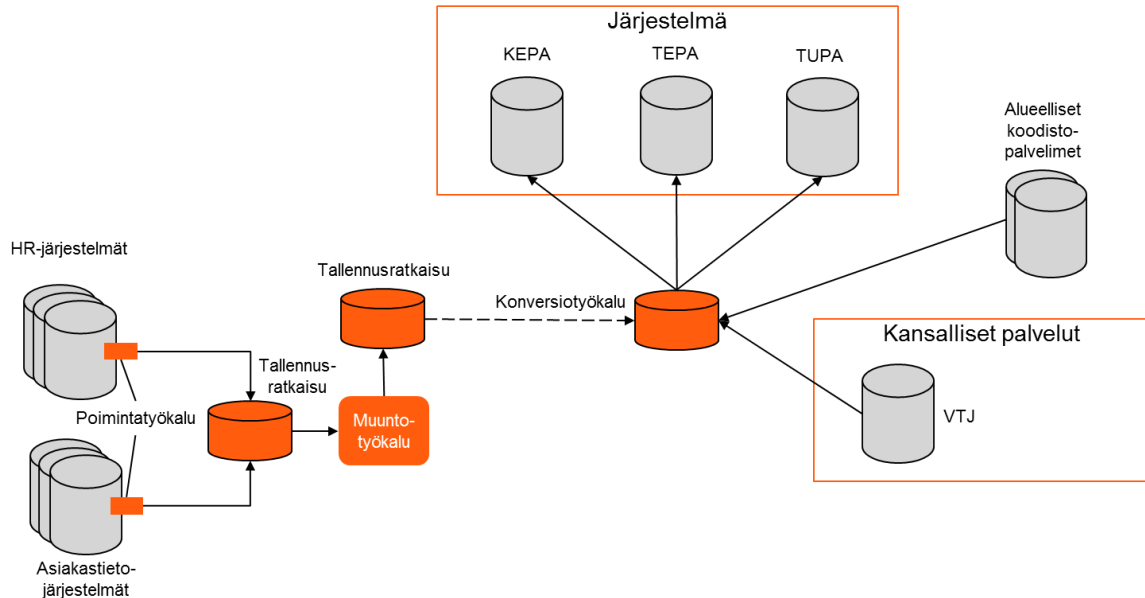 Järjestelmä
KEPA
TEPA
TUPA
Alueelliset
koodisto-
palvelimet
HR-järjestelmät
Tallennusratkaisu
Konversiotyökalu
Kansalliset palvelut
Tallennus-
ratkaisu
Poimintatyökalu
Muunto-
työkalu
VTJ
Asiakastieto-
järjestelmät